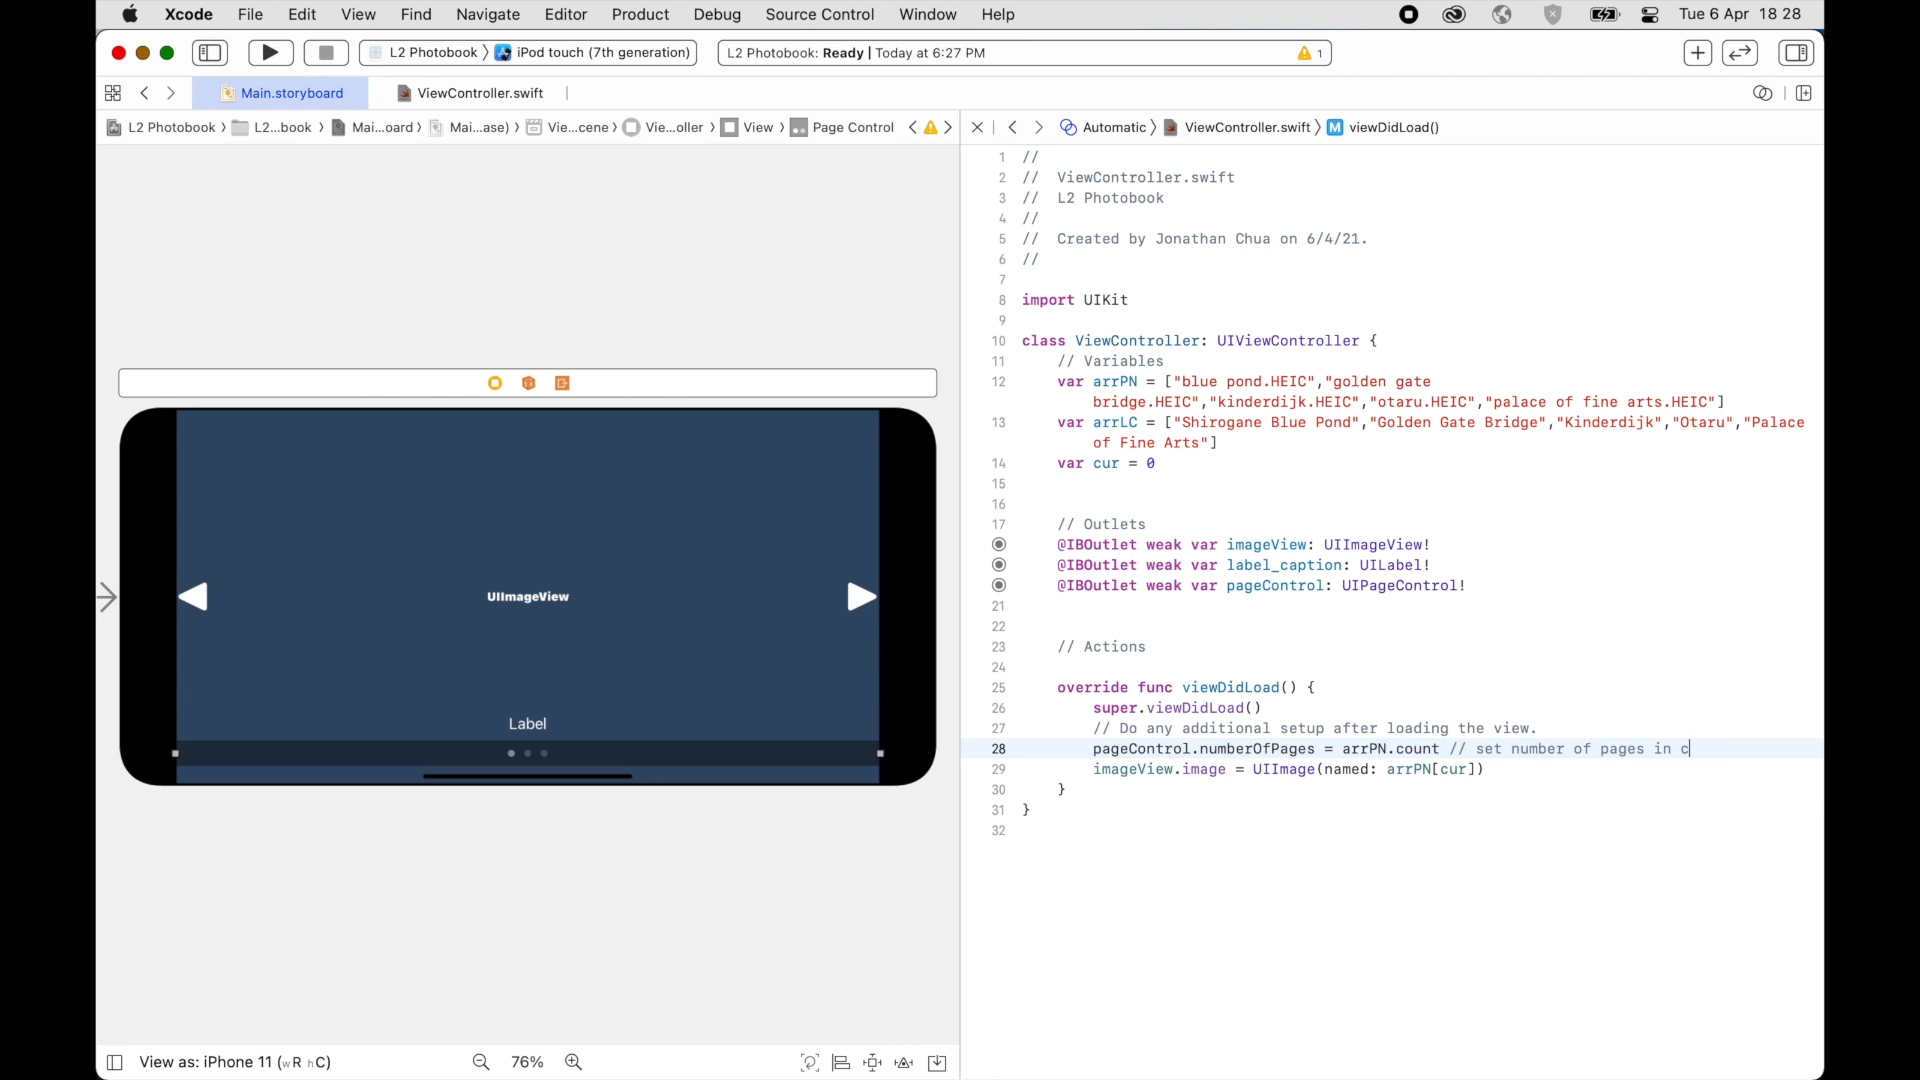 Xcode File Edit View Find Navigate Editor Product Debug Source Control Window Help Tue 6 Apr 18 28
L2 Photobook 〉 iPod touch (7th generation)
L2 Photobook: Ready | Today at 6:27 PM
1
Main.storyboard
ViewController.swift
L2 Photobook 〉 L2...book 〉 Mai...oard 〉 Mai...ase) 〉 Vie...cene 〉 Vie...oller 〉 View 〉 Page Control
Automatic 〉 ViewController.swift 〉 M viewDidLoad()
UIImageView
Label
View as: iPhone 11 (wR hC)
76%
1 //
2 // ViewController.swift
3 // L2 Photobook
4 //
5 // Created by Jonathan Chua on 6/4/21.
6 //
7
8 import UIKit
9
10 class ViewController: UIViewController {
11 // Variables
12 var arrPN = ["blue pond.HEIC","golden gate
bridge.HEIC","kinderdijk.HEIC","otaru.HEIC","palace of fine arts.HEIC"]
13 var arrLC = ["Shirogane Blue Pond","Golden Gate Bridge","Kinderdijk","Otaru","Palace
of Fine Arts"]
14 var cur = 0
15
16
17 // Outlets
@IBOutlet weak var imageView: UIImageView!
@IBOutlet weak var label_caption: UILabel!
@IBOutlet weak var pageControl: UIPageControl!
21
22
23 // Actions
24
25 override func viewDidLoad() {
26 super.viewDidLoad()
27 // Do any additional setup after loading the view.
28 pageControl.numberOfPages = arrPN.count // set number of pages in c
29 imageView.image = UIImage(named: arrPN[cur])
30 }
31 }
32